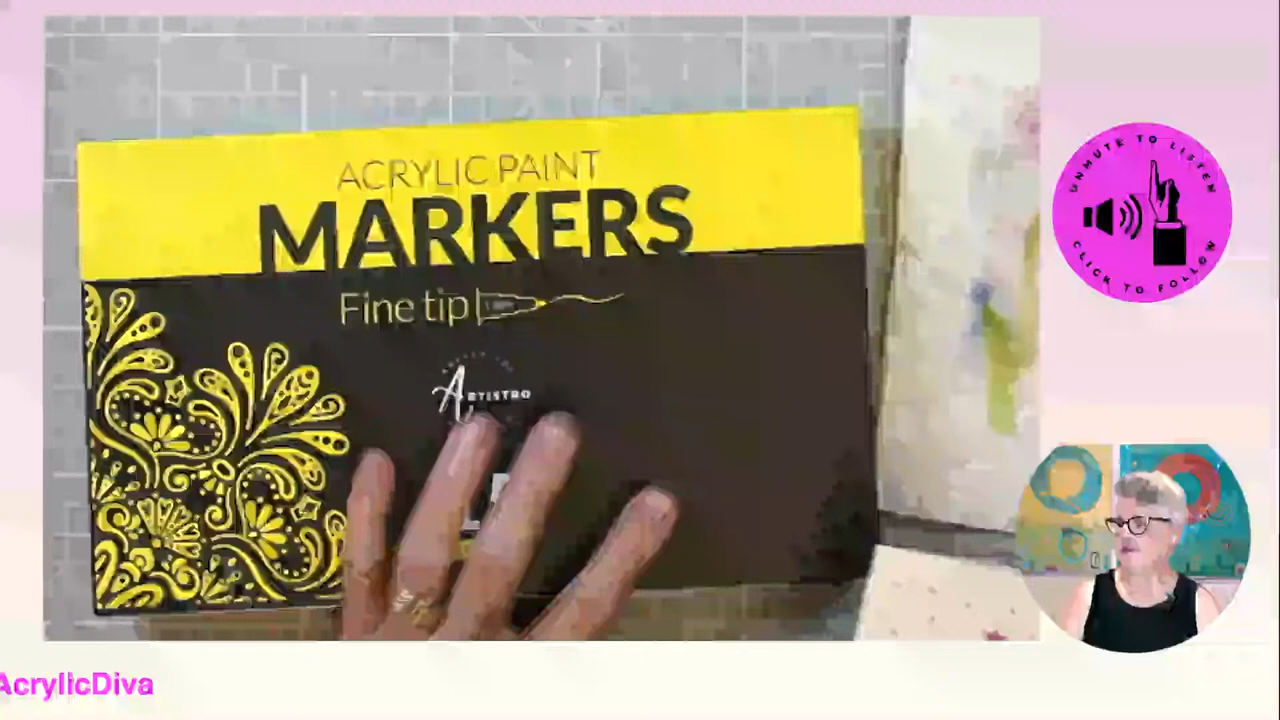 ACRYLIC PAINT
MARKERS
Fine tip
ARTISTRO
UNMUTE TO LISTEN
CLICK TO FOLLOW
AcrylicDiva